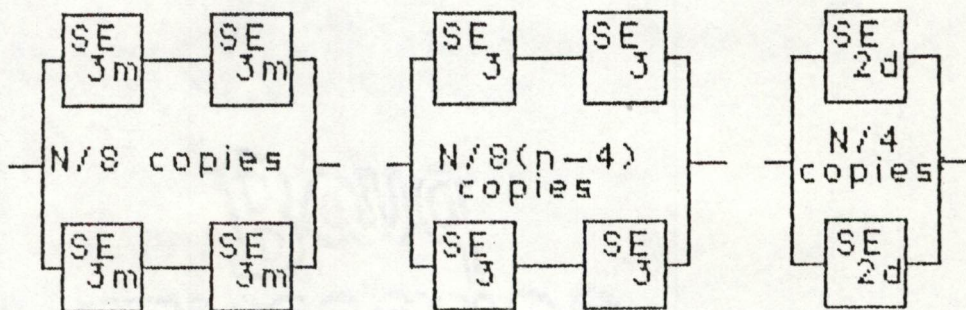 SE 3m
SE 3m
SE 3
SE 3
SE 2d
N/8 copies
N/8(n-4) copies
N/4 copies
SE 3m
SE 3m
SE 3
SE 3
SE 2d